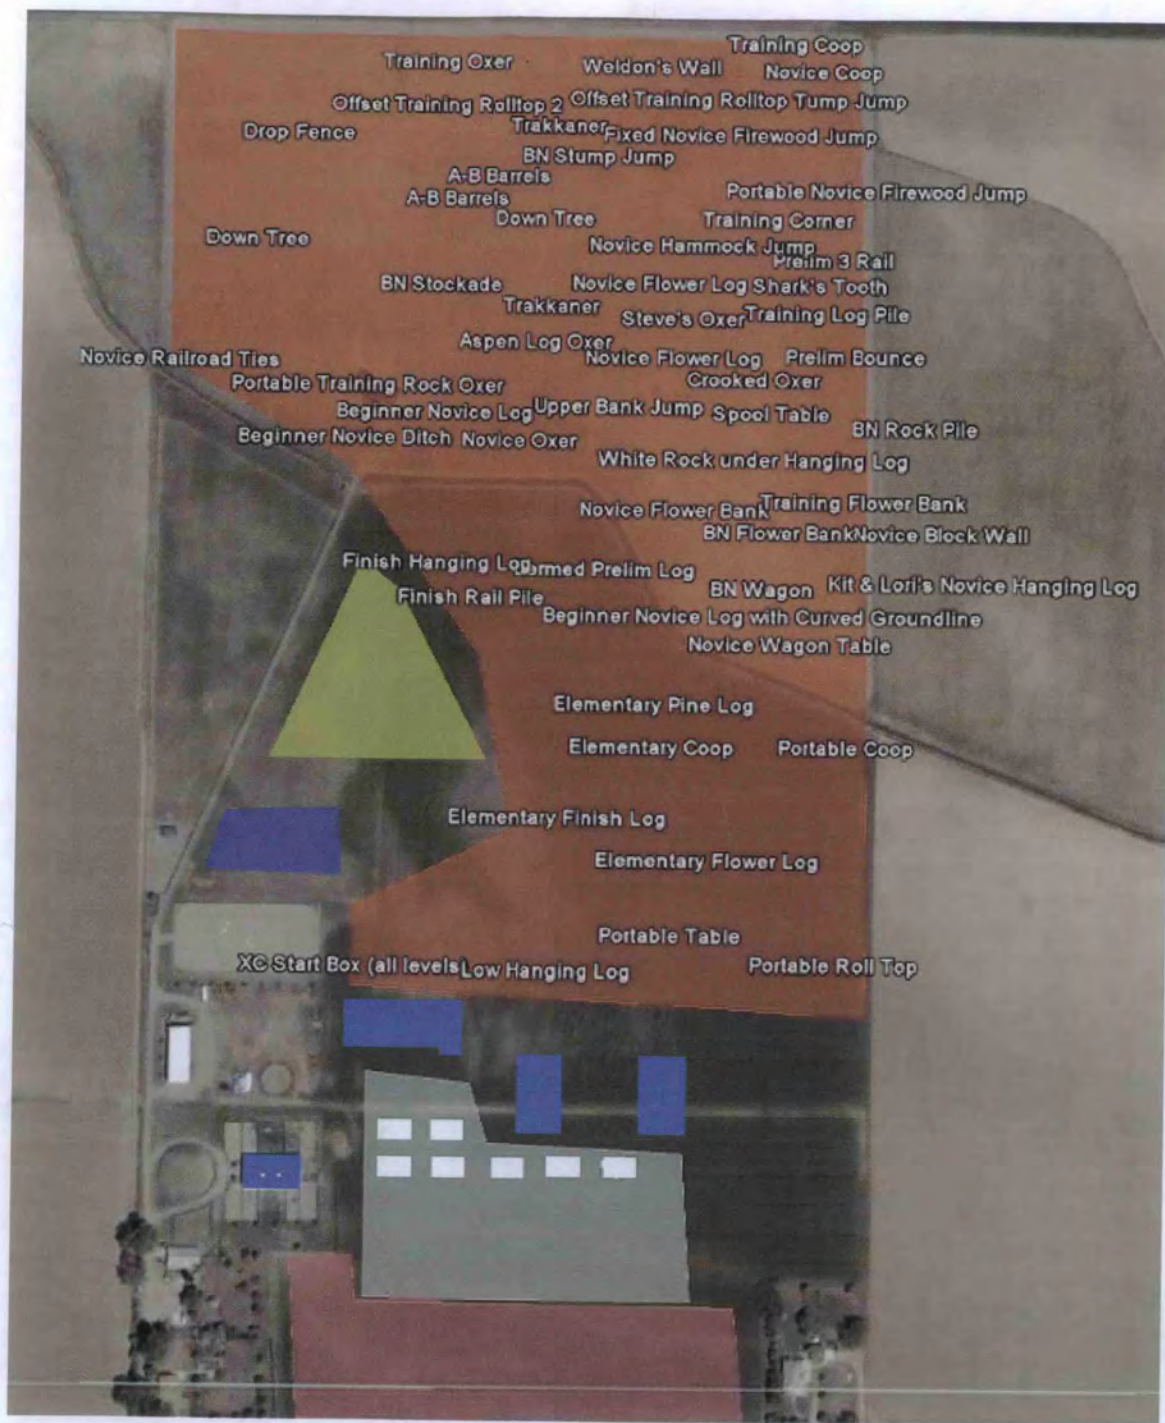 Training Coop
Training Oxer
Weldon's Wall
Novice Coop
Offset Training Rolltop 2
Offset Training Rolltop Tump Jump
Drop Fence
Trakkaner
Fixed Novice Firewood Jump
BN Stump Jump
A-B Barrels
Portable Novice Firewood Jump
A-B Barrels
Down Tree
Training Corner
Down Tree
Novice Hammock Jump
Prelim 3 Rail
BN Stockade
Novice Flower Log
Shark's Tooth
Trakkaner
Steve's Oxer
Training Log Pile
Aspen Log Oxer
Novice Railroad Ties
Novice Flower Log
Prelim Bounce
Portable Training Rock Oxer
Crooked Oxer
Beginner Novice Log
Upper Bank Jump
Spool Table
BN Rock Pile
Beginner Novice Ditch
Novice Oxer
White Rock under Hanging Log
Novice Flower Bank
Training Flower Bank
BN Flower Bank
Novice Block Wall
Finish Hanging Log
Prelim Log
BN Wagon
Kit & Lori's Novice Hanging Log
Finish Rail Pile
Beginner Novice Log with Curved Groundline
Novice Wagon Table
Elementary Pine Log
Elementary Coop
Portable Coop
Elementary Finish Log
Elementary Flower Log
Portable Table
XC Start Box (all levels
Low Hanging Log
Portable Roll Top